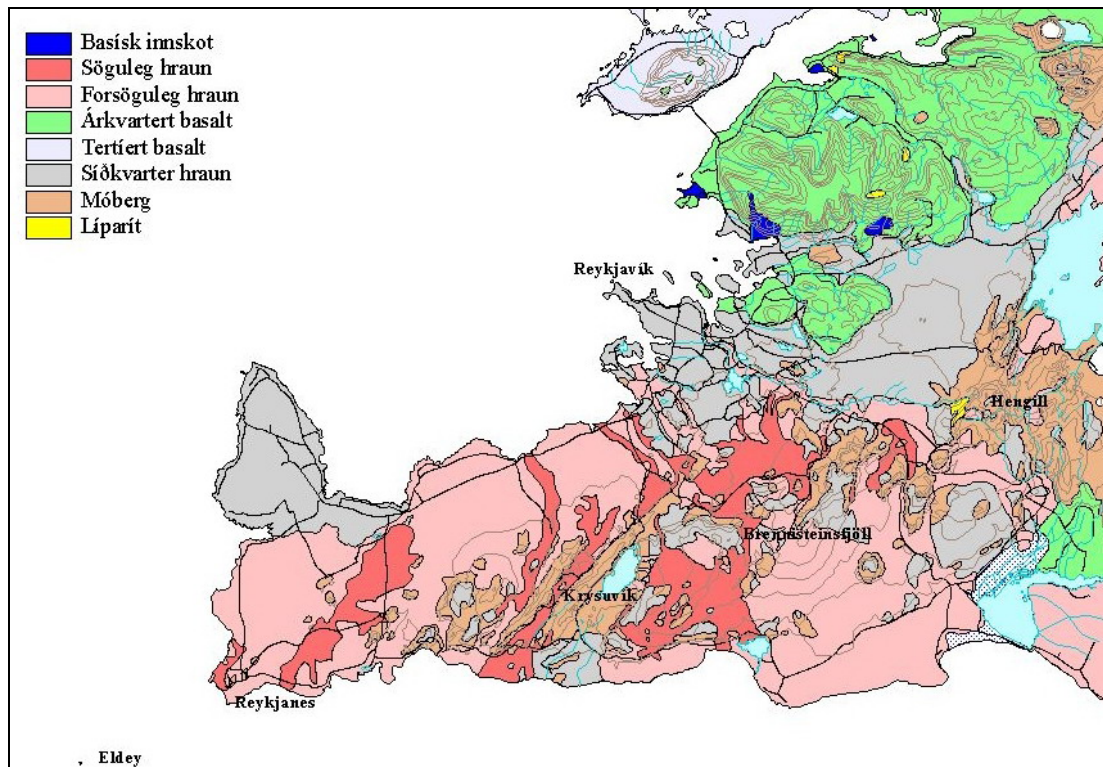 Basísk innskot
Söguleg hraun
Forsöguleg hraun
Árkvartert basalt
Tertíert basalt
Síðkvarter hraun
Móberg
Líparít
Reykjavík
Hengill
Brennisteinsfjöll
Krysuvík
Reykjanes
Eldey